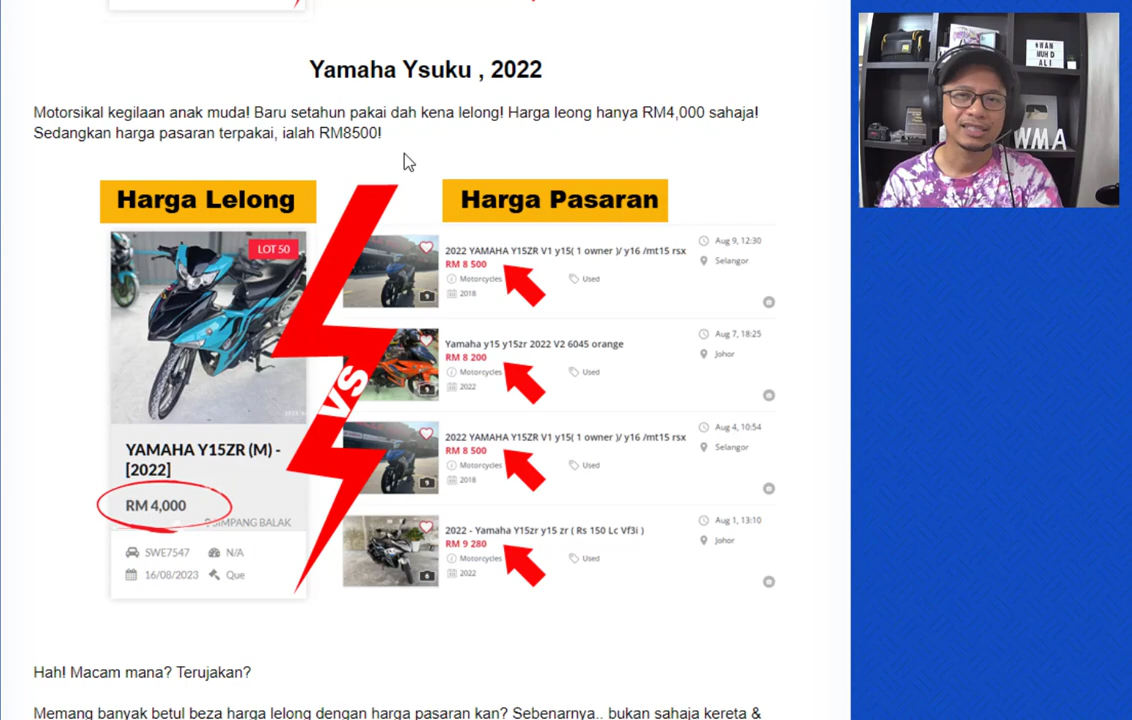 Yamaha Ysuku , 2022
Motorsikal kegilaan anak muda! Baru setahun pakai dah kena lelong! Harga leong hanya RM4,000 sahaja!
Sedangkan harga pasaran terpakai, ialah RM8500!
Harga Lelong
Harga Pasaran
LOT 50
YAMAHA Y15ZR (M) -
[2022]
RM 4,000
SIMPANG BALAK
SWE7547 N/A
16/08/2023 Que
VS
2022 YAMAHA Y15ZR V1 y15( 1 owner )/ y16 /mt15 rsx
RM 8 500
Motorcycles Used
2018
Aug 9, 12:30
Selangor
Yamaha y15 y15zr 2022 V2 6045 orange
RM 8 200
Motorcycles Used
2022
Aug 7, 18:25
Johor
2022 YAMAHA Y15ZR V1 y15( 1 owner )/ y16 /mt15 rsx
RM 8 500
Motorcycles Used
2018
Aug 4, 10:54
Selangor
2022 - Yamaha Y15zr y15 zr ( Rs 150 Lc Vf3i )
RM 9 280
Motorcycles Used
2022
Aug 1, 13:10
Johor
Hah! Macam mana? Terujakan?
Memang banyak betul beza harga lelong dengan harga pasaran kan? Sebenarnya.. bukan sahaja kereta &
WAN
MUHD
ALI
WMA